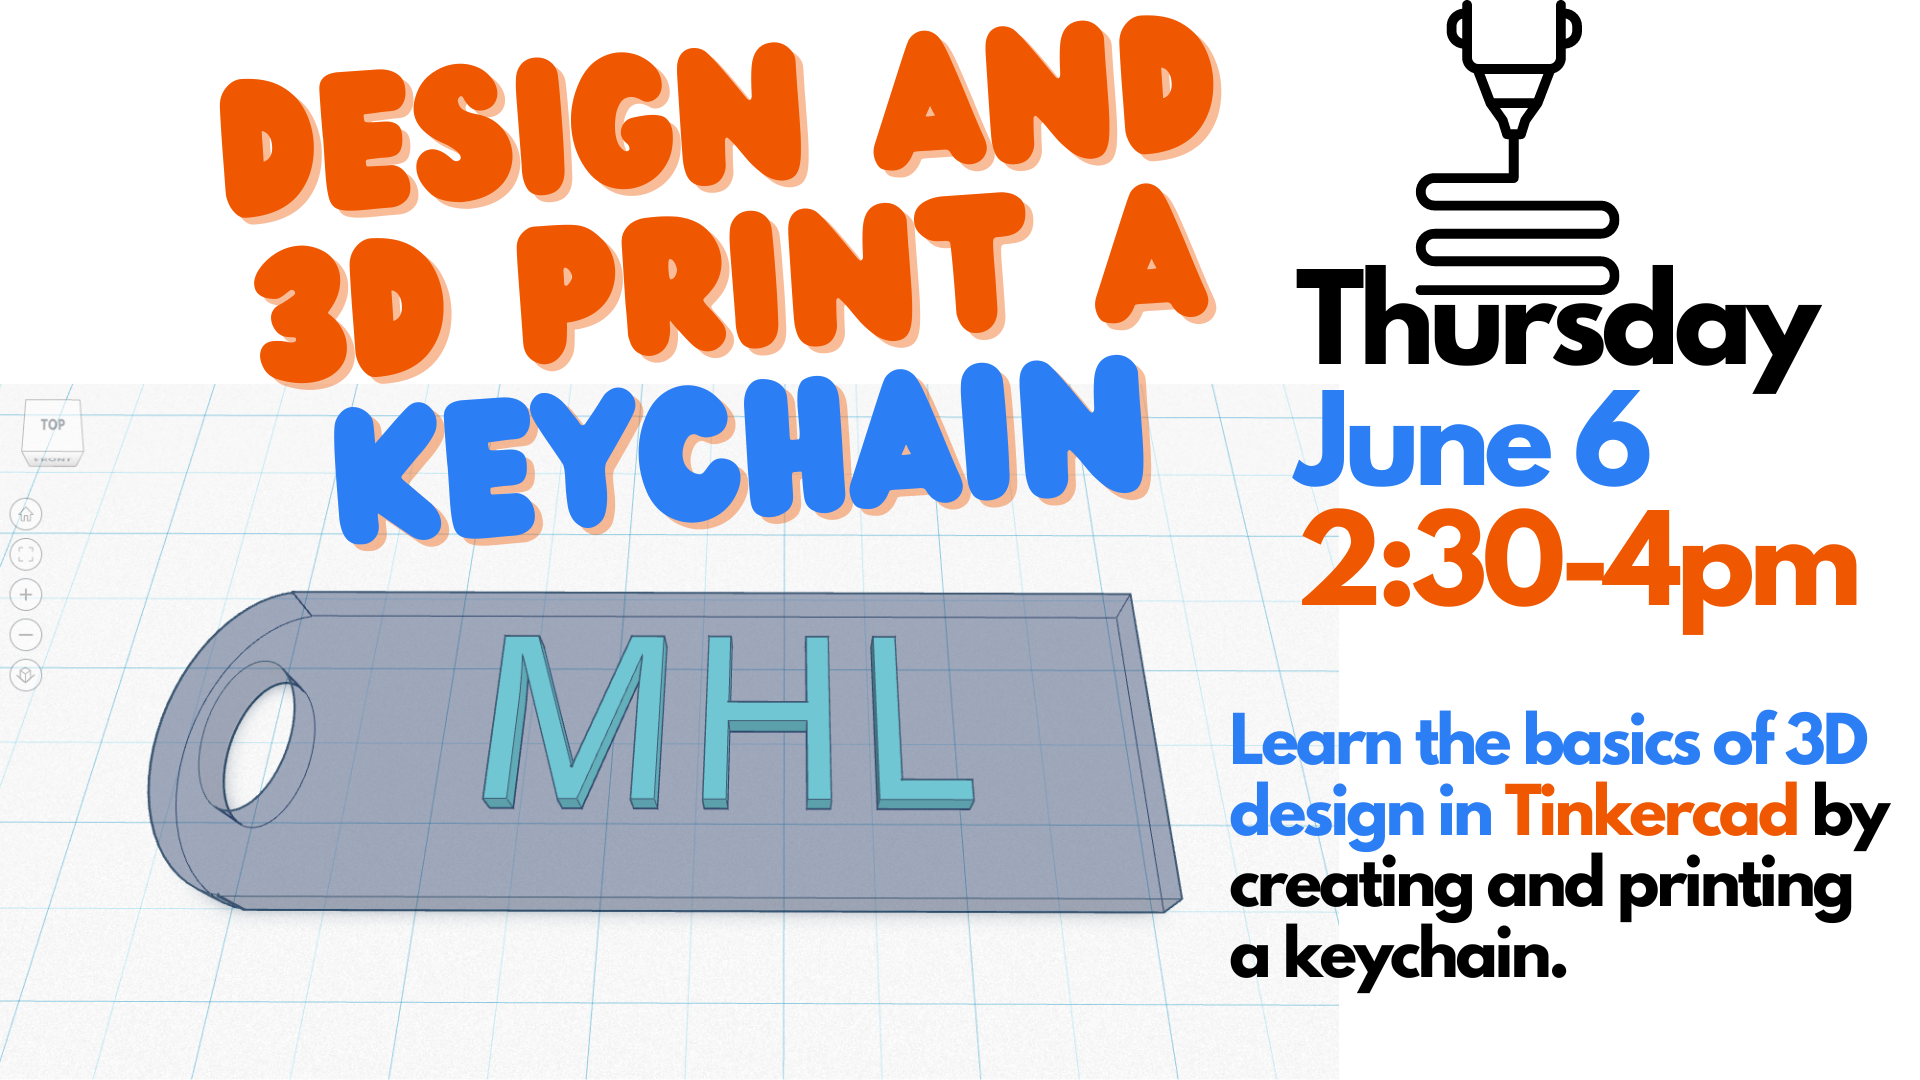 DESIGN AND
3D PRINT A
KEYCHAIN
Thursday
June 6
2:30-4pm
TOP
FRONT
MHL
Learn the basics of 3D
design in Tinkercad by
creating and printing
a keychain.